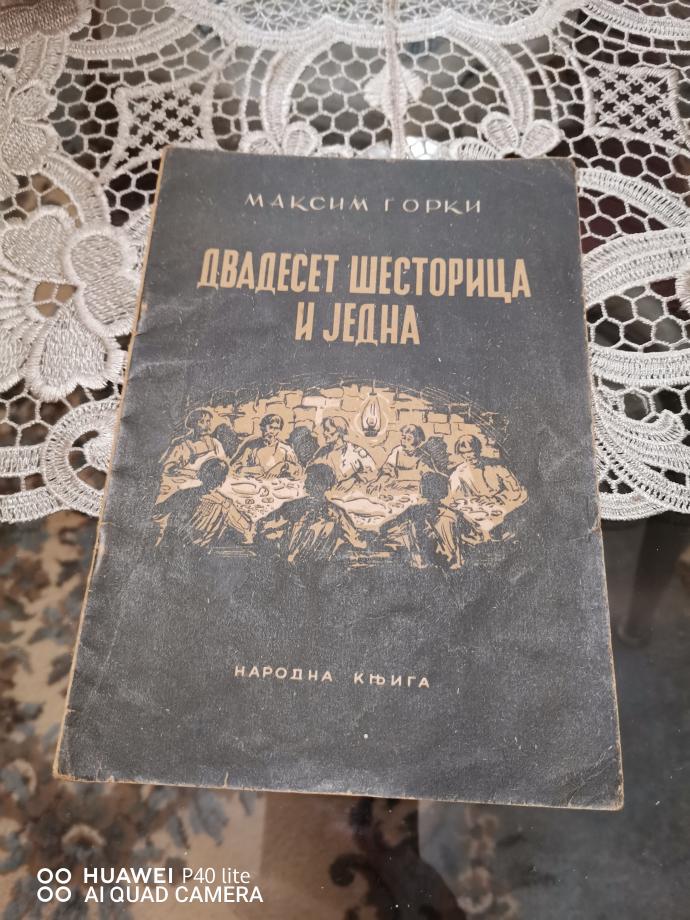 МАКСИМ ГОРКИ
ДВАДЕСЕТ ШЕСТОРИЦА
И ЈЕДНА
НАРОДНА КЊИГА
HUAWEI P40 lite
AI QUAD CAMERA